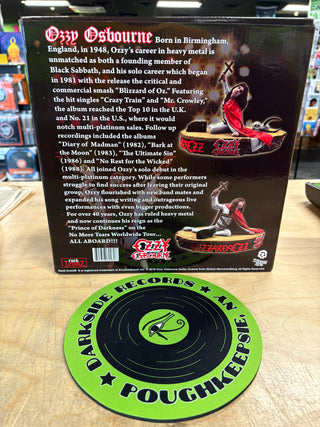 Ozzy Osbourne Born in Birmingham,
England, in 1948, Ozzy's career in heavy metal is
unmatched as both a founding member of
Black Sabbath, and his solo career which began
in 1981 with the release the critical and
commercial smash "Blizzard of Oz." Featuring
the hit singles "Crazy Train" and "Mr. Crowley,"
the album reached the Top 10 in the U.K.
and No. 21 in the U.S., where it would
notch multi-platinum sales. Follow up
recordings included the albums
"Diary of Madman" (1982), "Bark at
the Moon" (1983), "The Ultimate Sin"
(1986) and "No Rest for the Wicked"
(1988). All joined Ozzy's solo debut in the
multi-platinum category. While some performers
struggle to find success after leaving their original
group, Ozzy flourished with new band mates and
expanded his song writing and outrageous live
performances with even bigger productions.
For over 40 years, Ozzy has ruled heavy metal
and now continues his reign as the
"Prince of Darkness" on the
No More Tears Worldwide Tour...
ALL ABOARD!!!
OZZY
OSBOURNE
DARKSIDE RECORDS
AN
POUGHKEEPSIE,